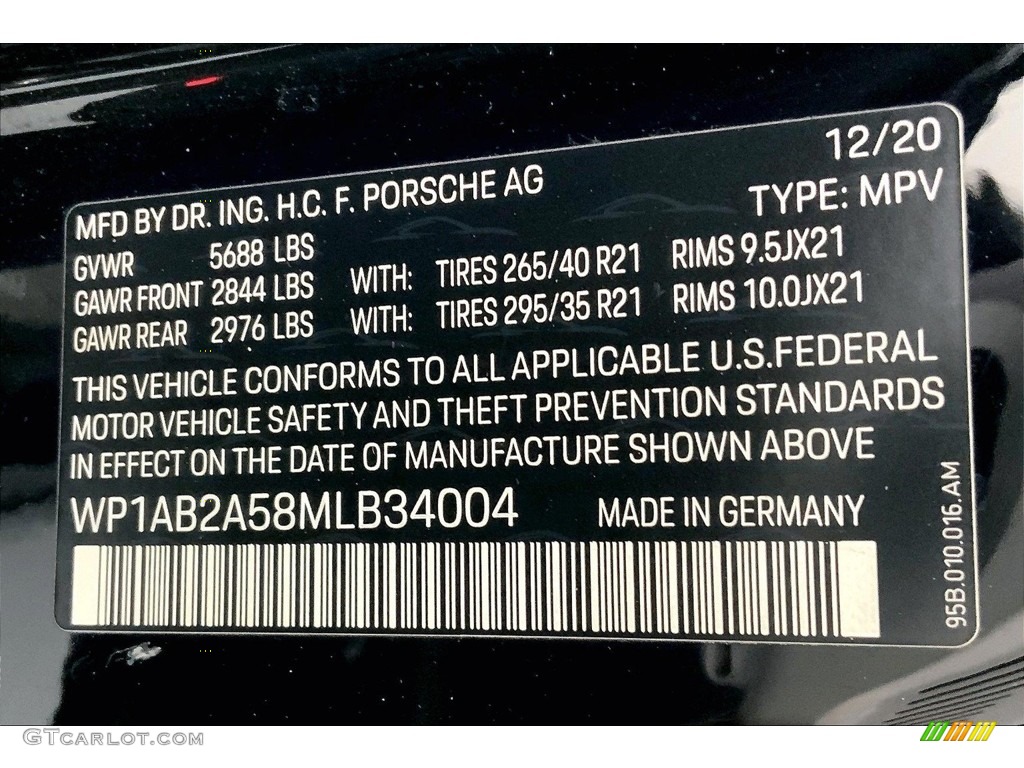 12/20
MFD BY DR. ING. H.C. F. PORSCHE AG
TYPE: MPV
GVWR 5688 LBS
GAWR FRONT 2844 LBS WITH: TIRES 265/40 R21 RIMS 9.5JX21
GAWR REAR 2976 LBS WITH: TIRES 295/35 R21 RIMS 10.0JX21
THIS VEHICLE CONFORMS TO ALL APPLICABLE U.S.FEDERAL
MOTOR VEHICLE SAFETY AND THEFT PREVENTION STANDARDS
IN EFFECT ON THE DATE OF MANUFACTURE SHOWN ABOVE
WP1AB2A58MLB34004 MADE IN GERMANY
95B.010.016.AM
GTcarlot.com